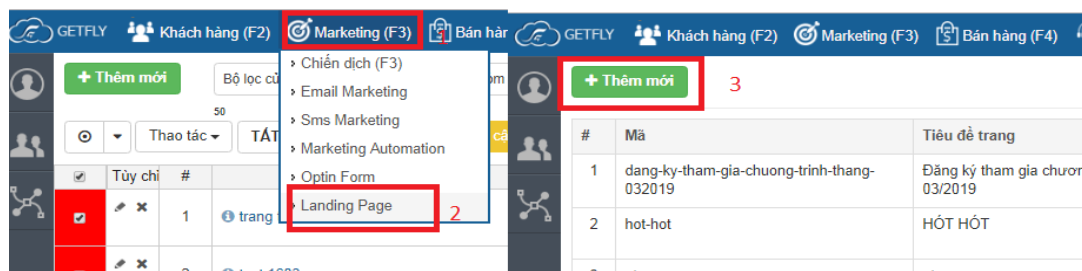 GETFLY Khách hàng (F2) Marketing (F3) 1 Bán hàn
+ Thêm mới Bộ lọc củ
› Chiến dịch (F3)
› Email Marketing
50
› Sms Marketing
Thao tác TẤT
› Marketing Automation
› Optin Form
Tùy chỉ #
› Landing Page 2
1 trang
GETFLY Khách hàng (F2) Marketing (F3) Bán hàng (F4)
+ Thêm mới 3
# Mã Tiêu đề trang
1 dang-ky-tham-gia-chuong-trinh-thang-032019 Đăng ký tham gia chươn
03/2019
2 hot-hot HÓT HÓT